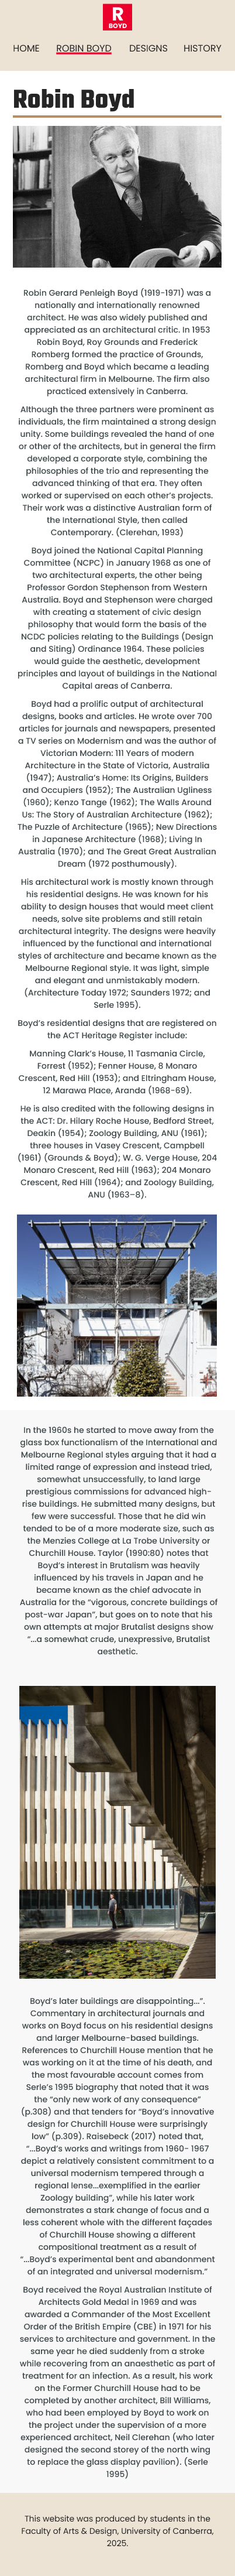 R
BOYD
HOME ROBIN BOYD DESIGNS HISTORY
Robin Boyd
Robin Gerard Penleigh Boyd (1919-1971) was a
nationally and internationally renowned
architect. He was also widely published and
appreciated as an architectural critic. In 1953
Robin Boyd, Roy Grounds and Frederick
Romberg formed the practice of Grounds,
Romberg and Boyd which became a leading
architectural firm in Melbourne. The firm also
practiced extensively in Canberra.
Although the three partners were prominent as
individuals, the firm maintained a strong design
unity. Some buildings revealed the hand of one
or other of the architects, but in general the firm
developed a corporate style, combining the
philosophies of the trio and representing the
advanced thinking of that era. They often
worked or supervised on each other's projects.
Their work was a distinctive Australian form of
the International Style, then called
Contemporary. (Clerehan, 1993)
Boyd joined the National Capital Planning
Committee (NCPC) in January 1968 as one of
two architectural experts, the other being
Professor Gordon Stephenson from Western
Australia. Boyd and Stephenson were charged
with creating a statement of civic design
philosophy that would form the basis of the
NCDC policies relating to the Buildings (Design
and Siting) Ordinance 1964. These policies
would guide the aesthetic, development
principles and layout of buildings in the National
Capital areas of Canberra.
Boyd had a prolific output of architectural
designs, books and articles. He wrote over 700
articles for journals and newspapers, presented
a TV series on Modernism and was the author of
Victorian Modern: 111 Years of modern
Architecture in the State of Victoria, Australia
(1947); Australia's Home: Its Origins, Builders
and Occupiers (1952); The Australian Ugliness
(1960); Kenzo Tange (1962); The Walls Around
Us: The Story of Australian Architecture (1962);
The Puzzle of Architecture (1965); New Directions
in Japanese Architecture (1968); Living In
Australia (1970); and The Great Great Australian
Dream (1972 posthumously).
His architectural work is mostly known through
his residential designs. He was known for his
ability to design houses that would meet client
needs, solve site problems and still retain
architectural integrity. The designs were heavily
influenced by the functional and international
styles of architecture and became known as the
Melbourne Regional style. It was light, simple
and elegant and unmistakably modern.
(Architecture Today 1972; Saunders 1972; and
Serle 1995).
Boyd's residential designs that are registered on
the ACT Heritage Register include:
Manning Clark's House, 11 Tasmania Circle,
Forrest (1952); Fenner House, 8 Monaro
Crescent, Red Hill (1953); and Eltringham House,
12 Marawa Place, Aranda (1968-69).
He is also credited with the following designs in
the ACT: Dr. Hilary Roche House, Bedford Street,
Deakin (1954); Zoology Building, ANU (1961);
three houses in Vasey Crescent, Campbell
(1961) (Grounds & Boyd); W. G. Verge House, 204
Monaro Crescent, Red Hill (1963); 204 Monaro
Crescent, Red Hill (1964); and Zoology Building,
ANU (1963-8).
In the 1960s he started to move away from the
glass box functionalism of the International and
Melbourne Regional styles arguing that it had a
limited range of expression and instead tried,
somewhat unsuccessfully, to land large
prestigious commissions for advanced high-
rise buildings. He submitted many designs, but
few were successful. Those that he did win
tended to be of a more moderate size, such as
the Menzies College at La Trobe University or
Churchill House. Taylor (1990:80) notes that
Boyd's interest in Brutalism was heavily
influenced by his travels in Japan and he
became known as the chief advocate in
Australia for the "vigorous, concrete buildings of
post-war Japan", but goes on to note that his
own attempts at major Brutalist designs show
"...a somewhat crude, unexpressive, Brutalist
aesthetic.
Boyd's later buildings are disappointing...".
Commentary in architectural journals and
works on Boyd focus on his residential designs
and larger Melbourne-based buildings.
References to Churchill House mention that he
was working on it at the time of his death, and
the most favourable account comes from
Serle's 1995 biography that noted that it was
the "only new work of any consequence"
(p.308) and that tenders for "Boyd's innovative
design for Churchill House were surprisingly
low" (p.309). Raisebeck (2017) noted that,
"...Boyd's works and writings from 1960- 1967
depict a relatively consistent commitment to a
universal modernism tempered through a
regional lense...exemplified in the earlier
Zoology building", while his later work
demonstrates a stark change of focus and a
less coherent whole with the different façades
of Churchill House showing a different
compositional treatment as a result of
"...Boyd's experimental bent and abandonment
of an integrated and universal modernism."
Boyd received the Royal Australian Institute of
Architects Gold Medal in 1969 and was
awarded a Commander of the Most Excellent
Order of the British Empire (CBE) in 1971 for his
services to architecture and government. In the
same year he died suddenly from a stroke
while recovering from an anaesthetic as part of
treatment for an infection. As a result, his work
on the Former Churchill House had to be
completed by another architect, Bill Williams,
who had been employed by Boyd to work on
the project under the supervision of a more
experienced architect, Neil Clerehan (who later
designed the second storey of the north wing
to replace the glass display pavilion). (Serle
1995)
This website was produced by students in the
Faculty of Arts & Design, University of Canberra,
2025.